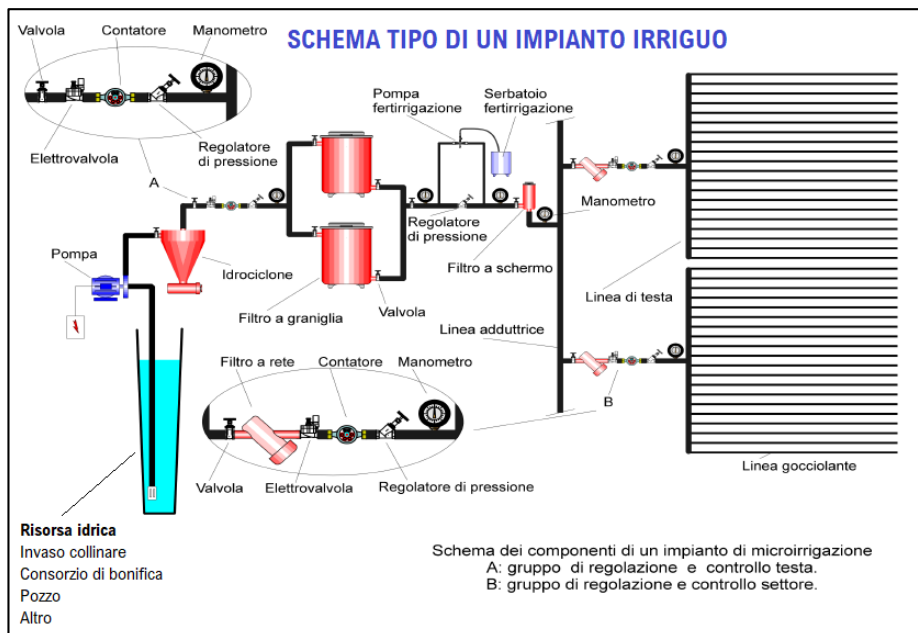 SCHEMA TIPO DI UN IMPIANTO IRRIGUO
Valvola
Contatore
Manometro
Elettrovalvola
Regolatore
di pressione
A
Pompa
fertirrigazione
Serbatoio
fertirrigazione
Regolatore
di pressione
Manometro
Filtro a schermo
Pompa
Idrociclone
Filtro a graniglia
Valvola
Linea adduttrice
Linea di testa
Filtro a rete
Contatore
Manometro
B
Valvola
Elettrovalvola
Regolatore di pressione
Linea gocciolante
Risorsa idrica
Invaso collinare
Consorzio di bonifica
Pozzo
Altro
Schema dei componenti di un impianto di microirrigazione
A: gruppo di regolazione e controllo testa.
B: gruppo di regolazione e controllo settore.